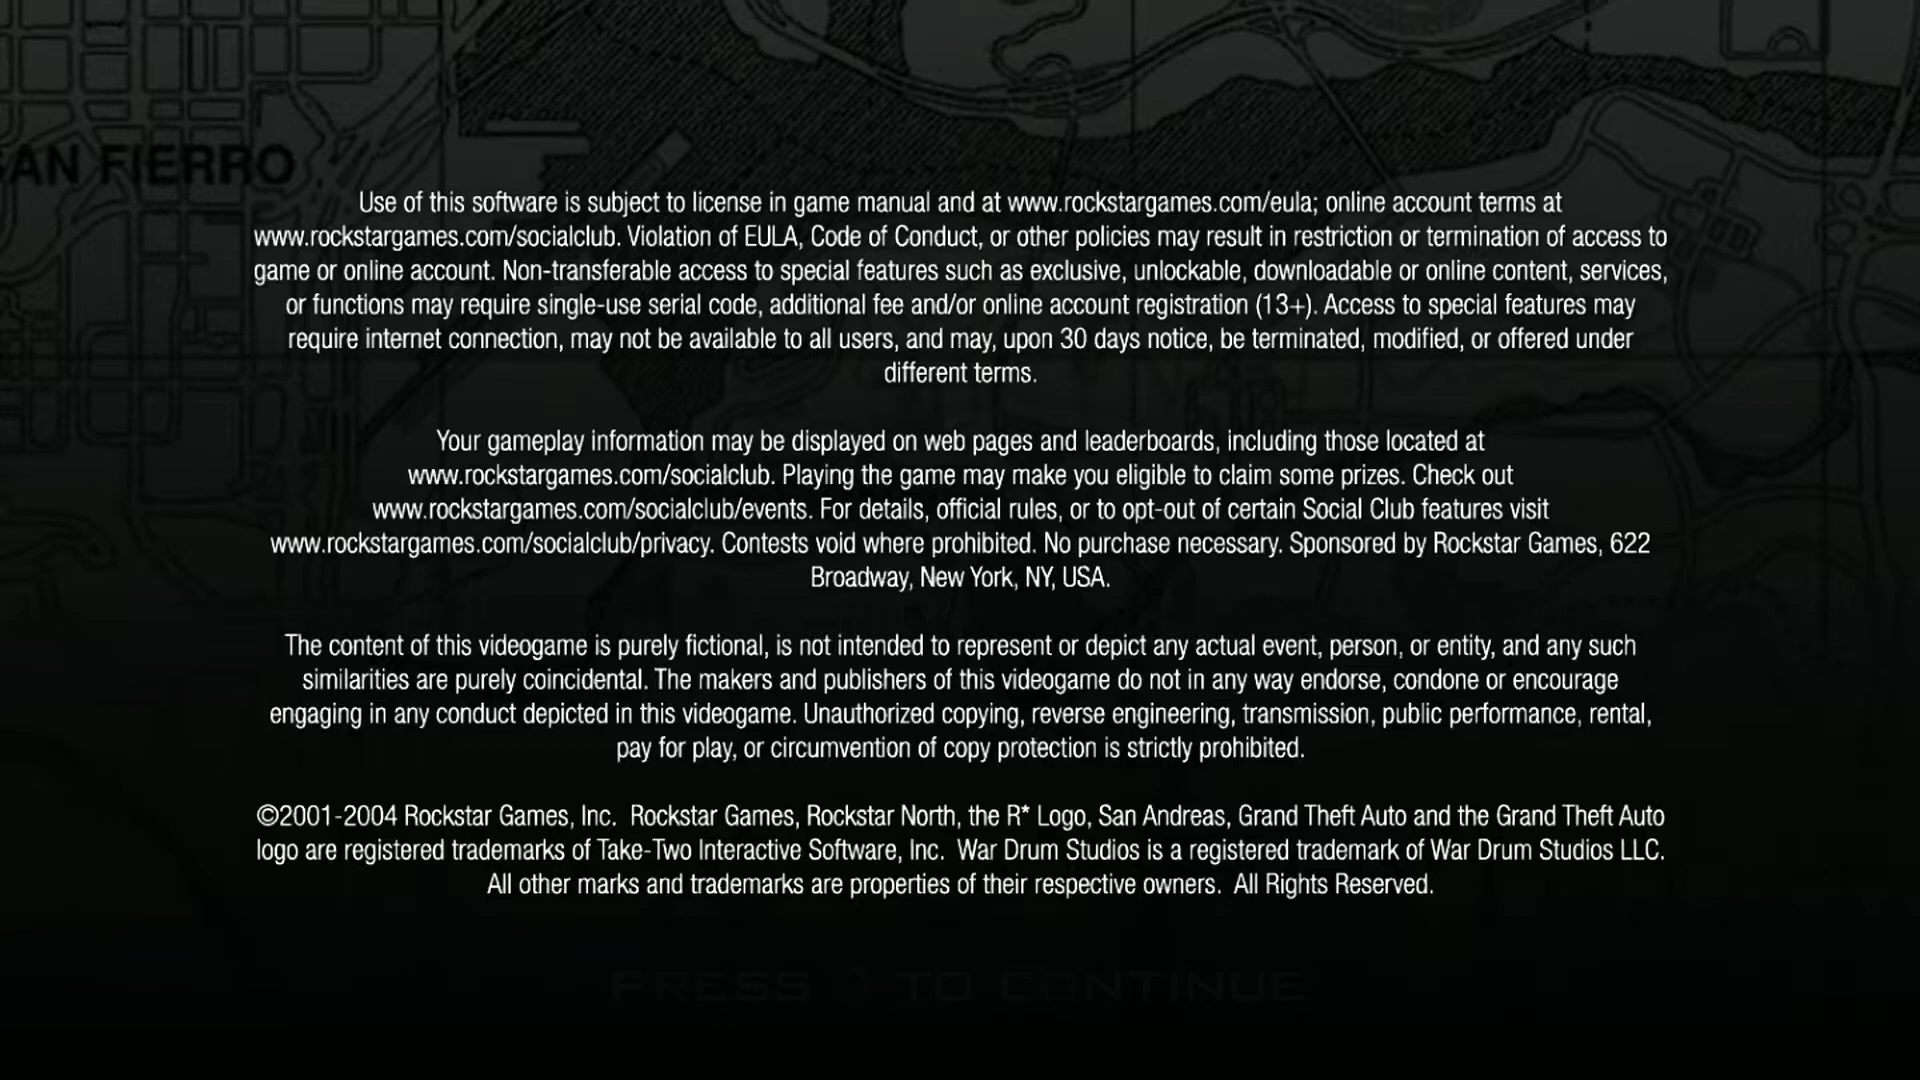 AN FIERRO
Use of this software is subject to license in game manual and at www.rockstargames.com/eula; online account terms at
www.rockstargames.com/socialclub. Violation of EULA, Code of Conduct, or other policies may result in restriction or termination of access to
game or online account. Non-transferable access to special features such as exclusive, unlockable, downloadable or online content, services,
or functions may require single-use serial code, additional fee and/or online account registration (13+). Access to special features may
require internet connection, may not be available to all users, and may, upon 30 days notice, be terminated, modified, or offered under
different terms.
Your gameplay information may be displayed on web pages and leaderboards, including those located at
www.rockstargames.com/socialclub. Playing the game may make you eligible to claim some prizes. Check out
www.rockstargames.com/socialclub/events. For details, official rules, or to opt-out of certain Social Club features visit
www.rockstargames.com/socialclub/privacy. Contests void where prohibited. No purchase necessary. Sponsored by Rockstar Games, 622
Broadway, New York, NY, USA.
The content of this videogame is purely fictional, is not intended to represent or depict any actual event, person, or entity, and any such
similarities are purely coincidental. The makers and publishers of this videogame do not in any way endorse, condone or encourage
engaging in any conduct depicted in this videogame. Unauthorized copying, reverse engineering, transmission, public performance, rental,
pay for play, or circumvention of copy protection is strictly prohibited.
©2001-2004 Rockstar Games, Inc.  Rockstar Games, Rockstar North, the R* Logo, San Andreas, Grand Theft Auto and the Grand Theft Auto
logo are registered trademarks of Take-Two Interactive Software, Inc.  War Drum Studios is a registered trademark of War Drum Studios LLC.
All other marks and trademarks are properties of their respective owners.  All Rights Reserved.
PRESS TO CONTINUE